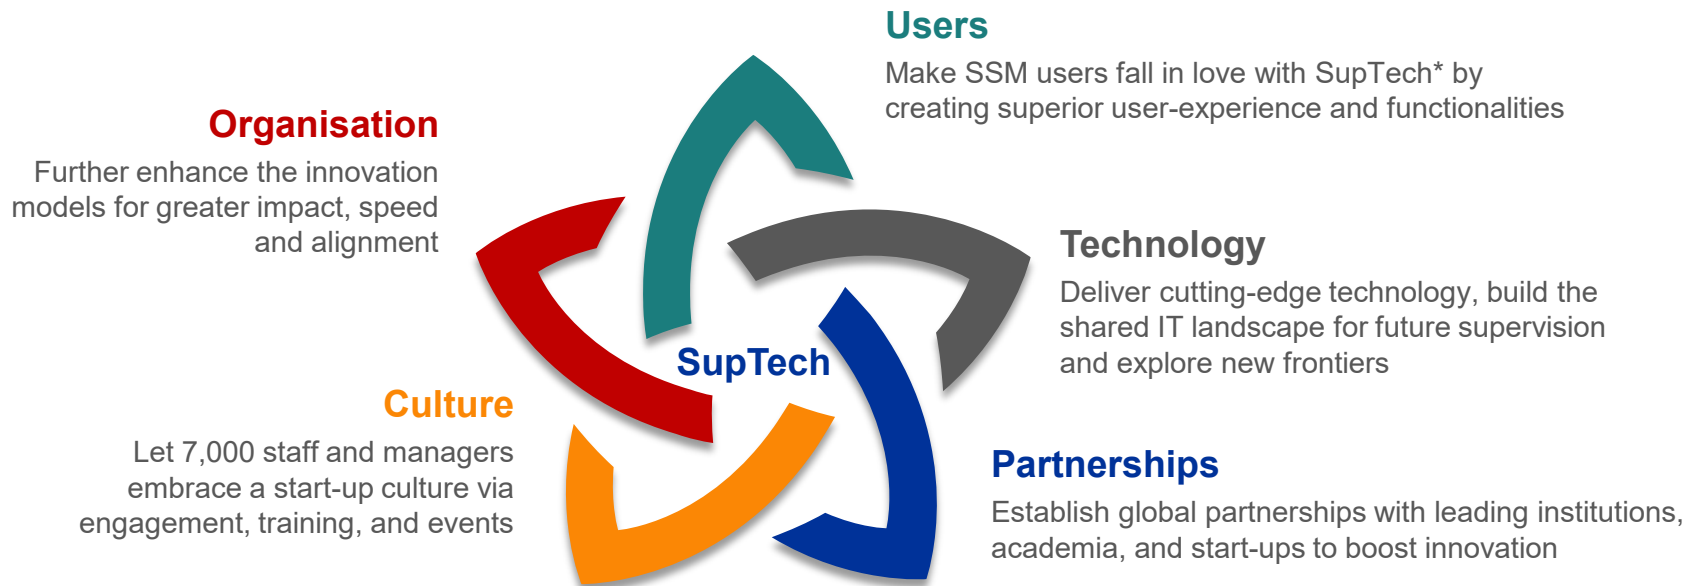 Users
Make SSM users fall in love with SupTech* by
creating superior user-experience and functionalities
Organisation
Further enhance the innovation
models for greater impact, speed
and alignment
Technology
Deliver cutting-edge technology, build the
shared IT landscape for future supervision
and explore new frontiers
SupTech
Culture
Let 7,000 staff and managers
embrace a start-up culture via
engagement, training, and events
Partnerships
Establish global partnerships with leading institutions,
academia, and start-ups to boost innovation